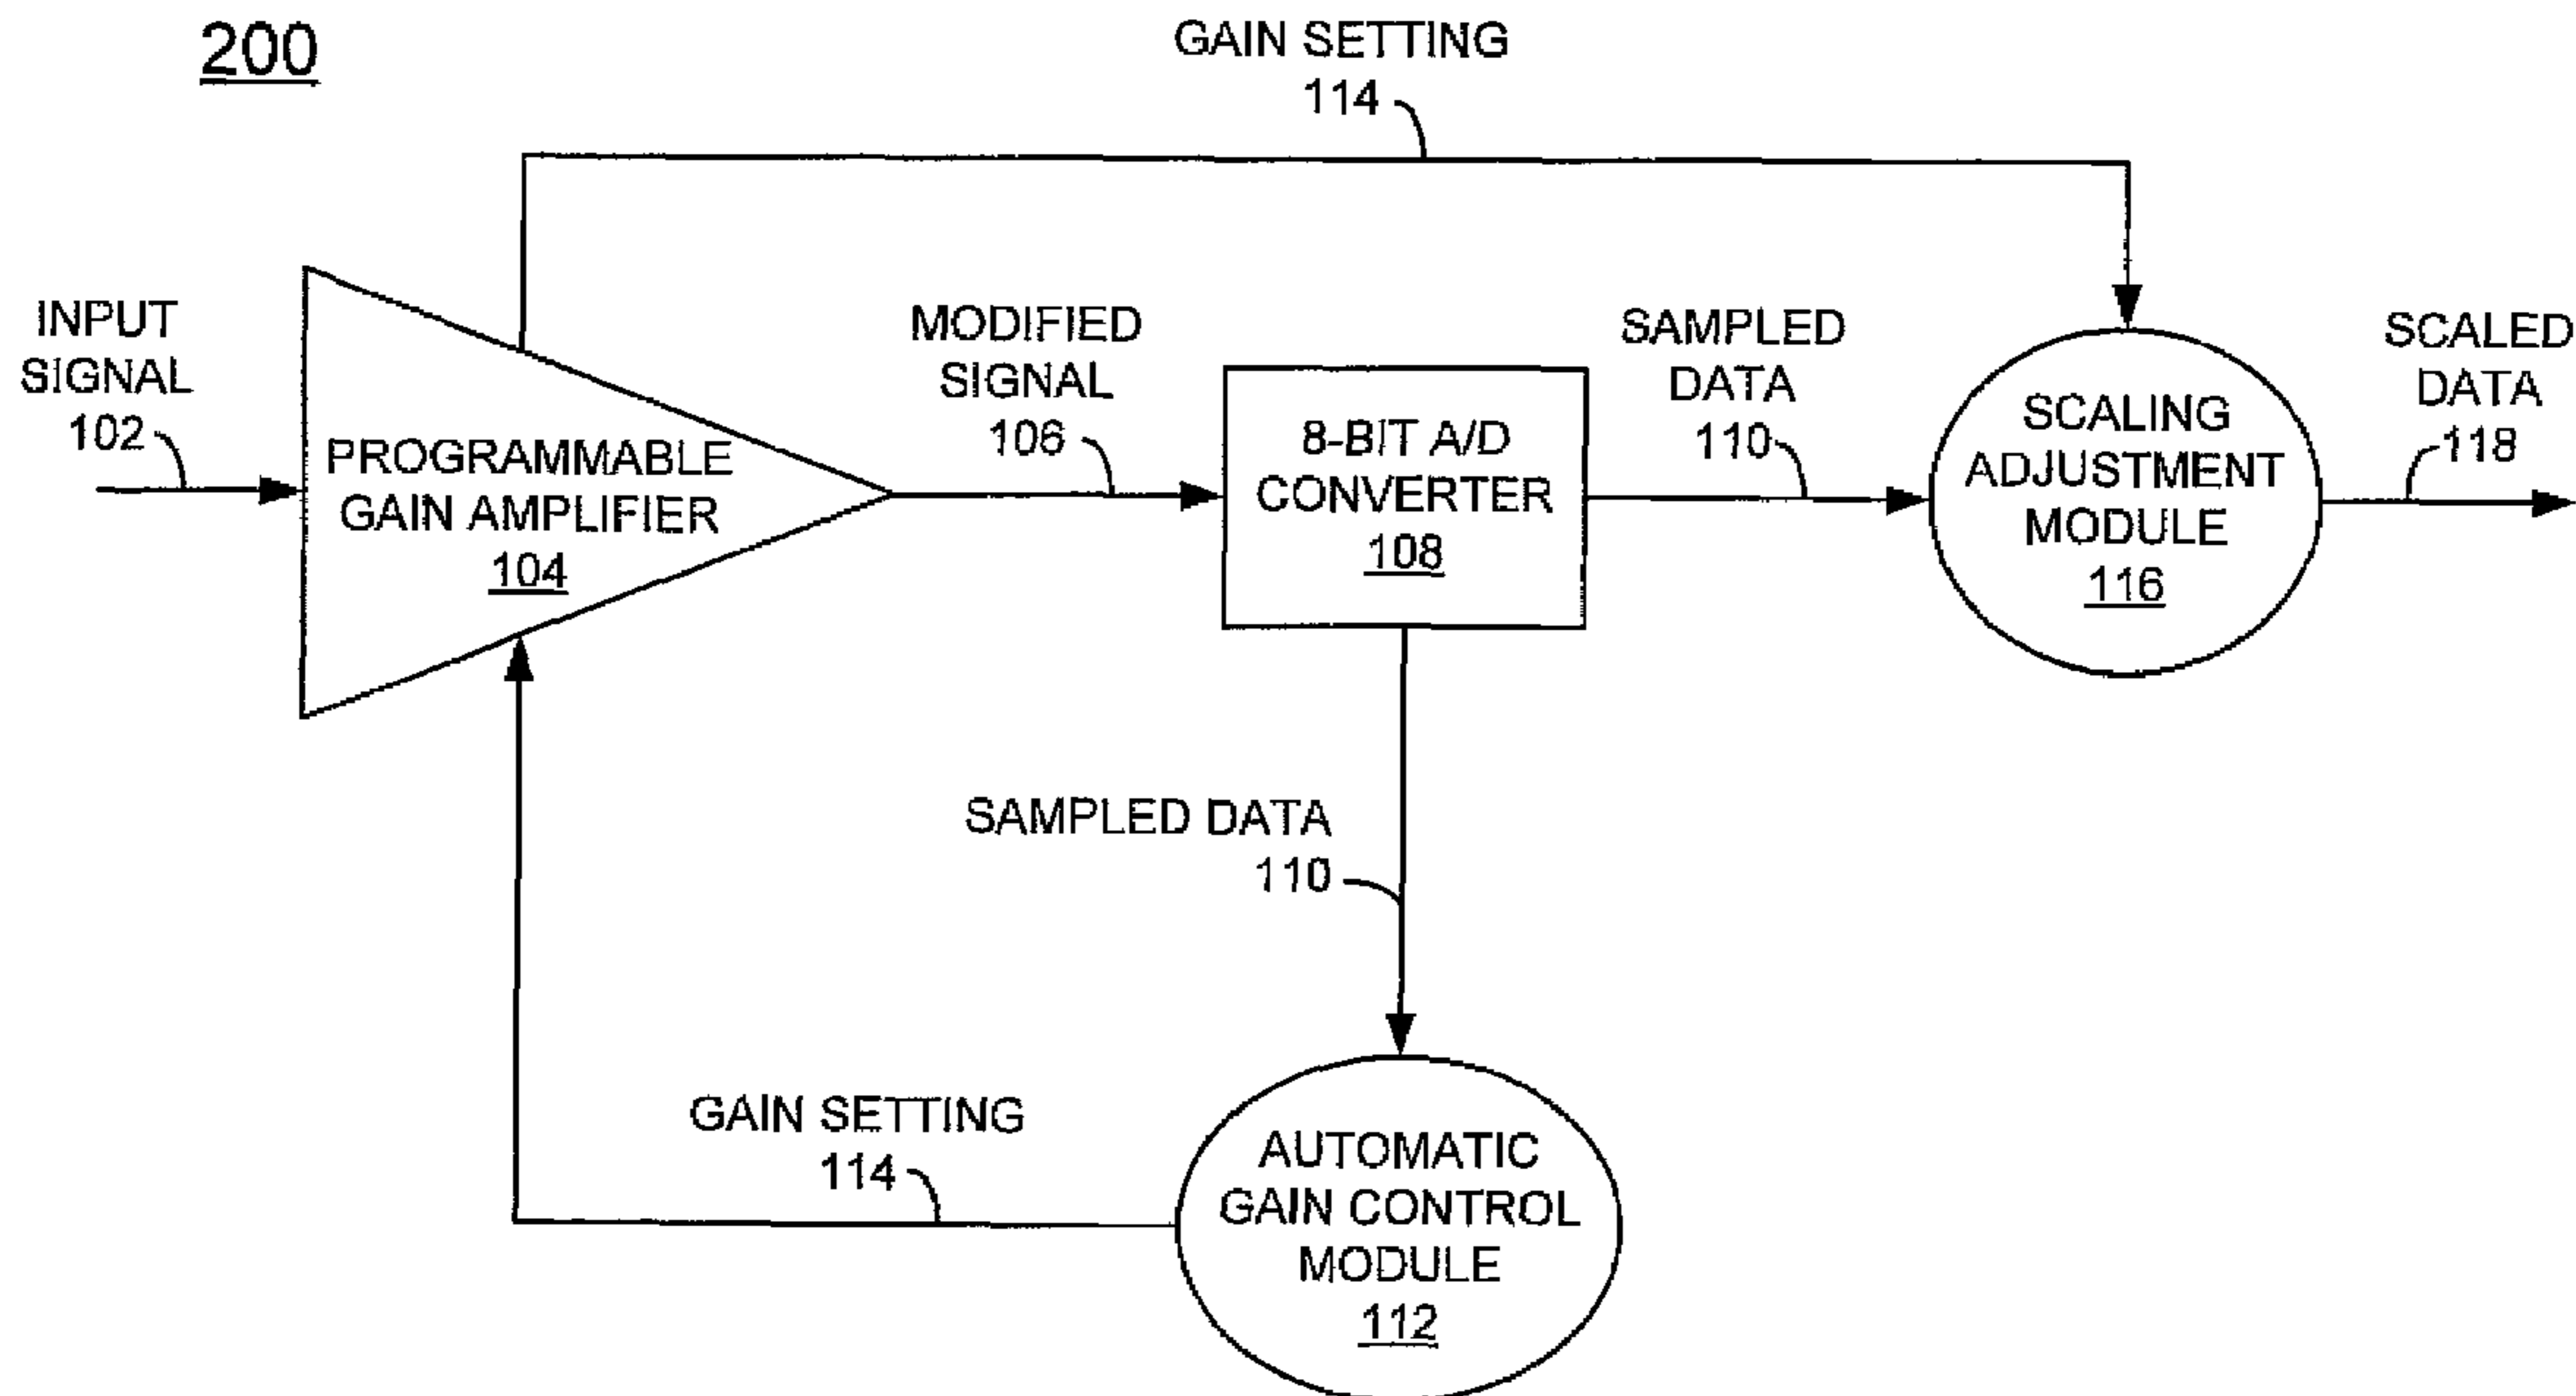 200
GAIN SETTING
114
INPUT
SIGNAL
102
PROGRAMMABLE
GAIN AMPLIFIER
104
MODIFIED
SIGNAL
106
8-BIT A/D
CONVERTER
108
SAMPLED
DATA
110
SCALING
ADJUSTMENT
MODULE
116
SCALED
DATA
118
SAMPLED DATA
110
GAIN SETTING
114
AUTOMATIC
GAIN CONTROL
MODULE
112